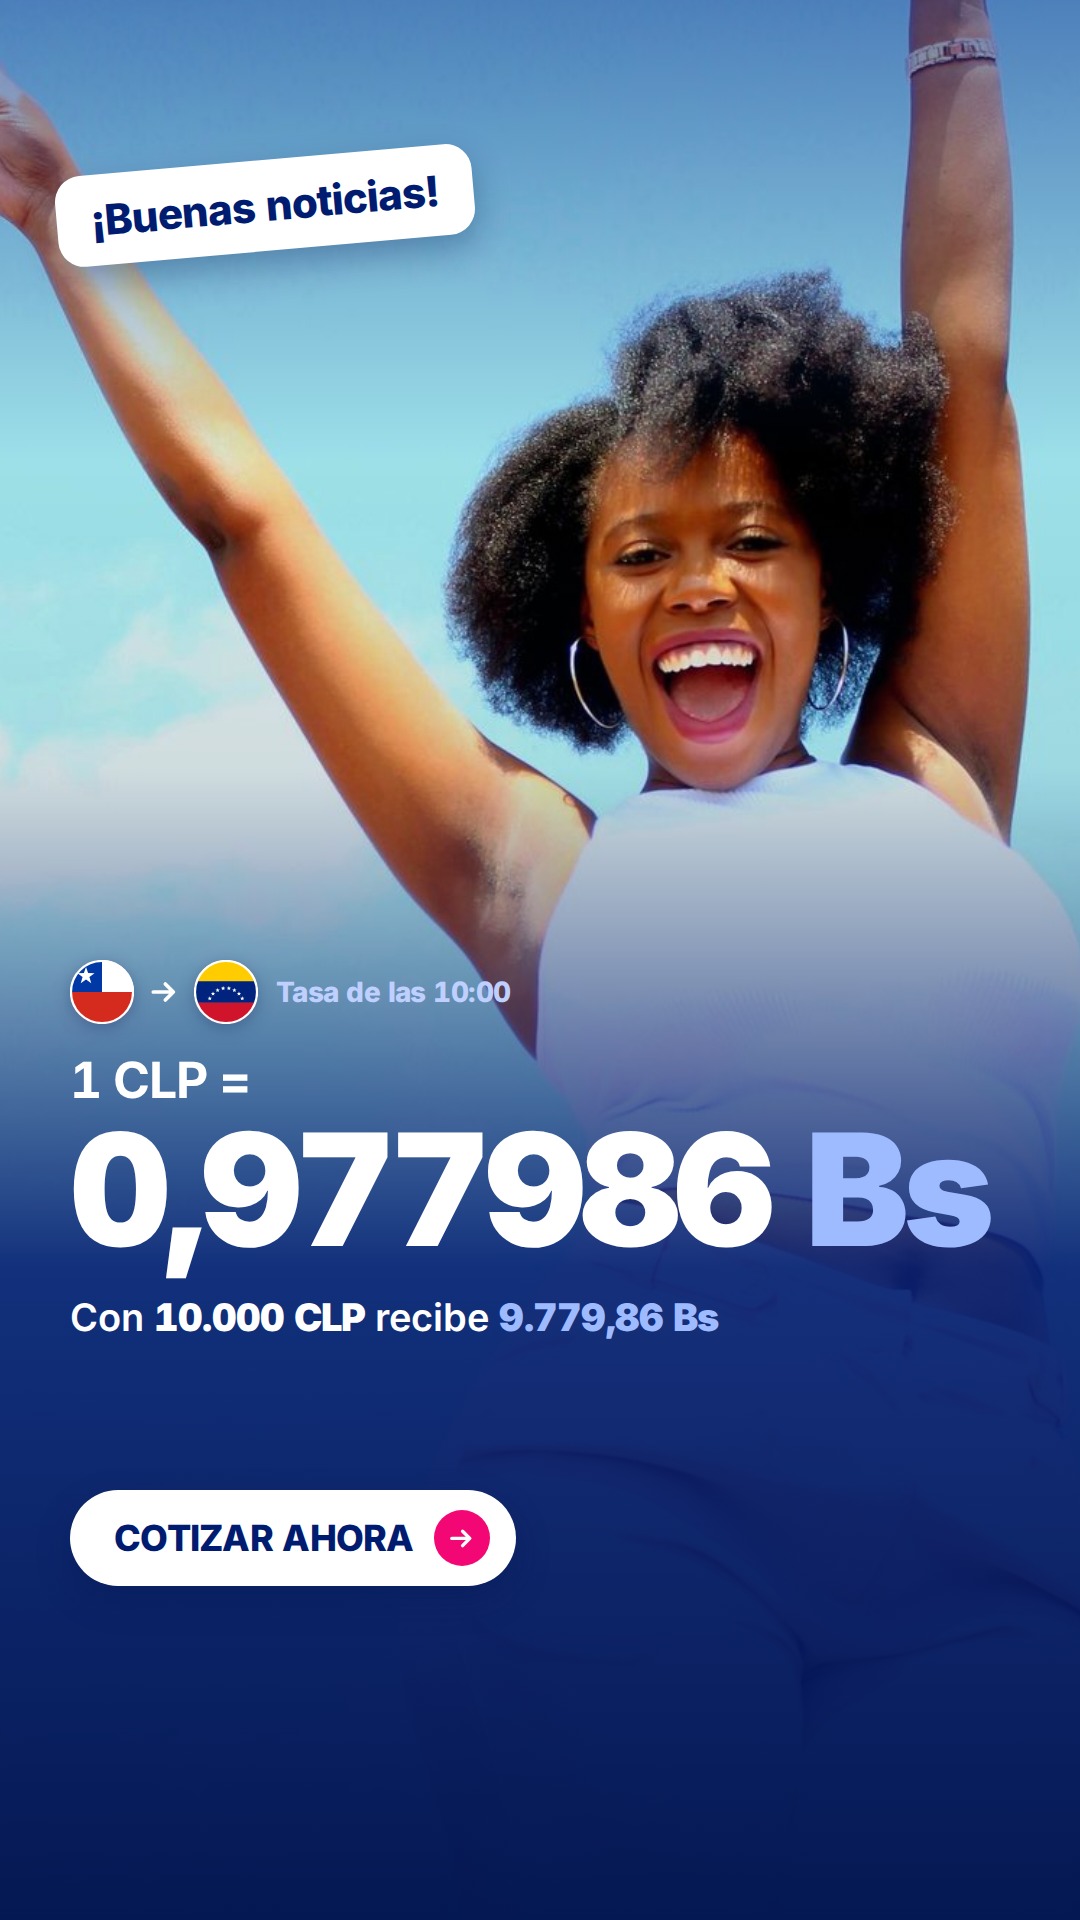 ¡Buenas noticias!
Tasa de las 10:00
1 CLP =
0,977986 Bs
Con 10.000 CLP recibe 9.779,86 Bs
COTIZAR AHORA